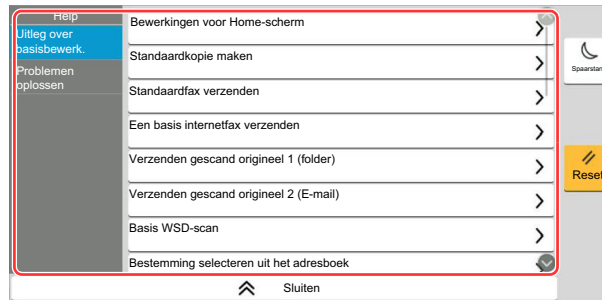 Help
Uitleg over
basisbewerk.
Problemen
oplossen
Bewerkingen voor Home-scherm
Standaardkopie maken
Standaardfax verzenden
Een basis internetfax verzenden
Verzenden gescand origineel 1 (folder)
Verzenden gescand origineel 2 (E-mail)
Basis WSD-scan
Bestemming selecteren uit het adresboek
Sluiten
Spaarstan
Reset